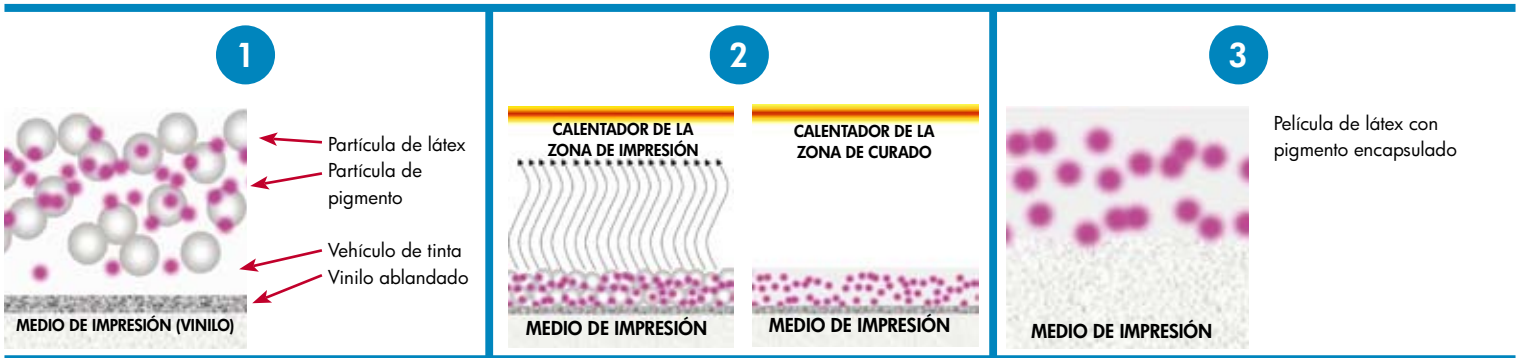 1
Partícula de látex
Partícula de
pigmento
Vehículo de tinta
Vinilo ablandado
MEDIO DE IMPRESIÓN (VINILO)
2
CALENTADOR DE LA
ZONA DE IMPRESIÓN
MEDIO DE IMPRESIÓN
CALENTADOR DE LA
ZONA DE CURADO
MEDIO DE IMPRESIÓN
3
Película de látex con
pigmento encapsulado
MEDIO DE IMPRESIÓN